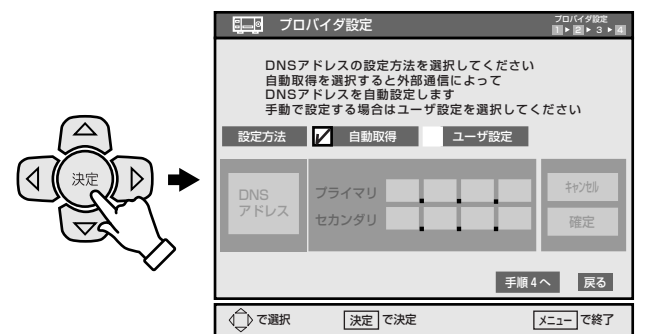 プロバイダ設定
プロバイダ設定
1 ▶ 2 ▶ 3 ▶ 4
DNSアドレスの設定方法を選択してください
自動取得を選択すると外部通信によって
DNSアドレスを自動設定します
手動で設定する場合はユーザ設定を選択してください
設定方法 自動取得 ユーザ設定
決定
DNS
アドレス
プライマリ . . .
セカンダリ . . .
キャンセル
確定
手順4へ 戻る
で選択 決定 で決定 メニュー で終了